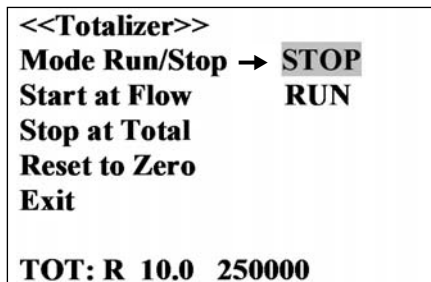 <<Totalizer>>
Mode Run/Stop → STOP
Start at Flow RUN
Stop at Total
Reset to Zero
Exit
TOT: R 10.0 250000